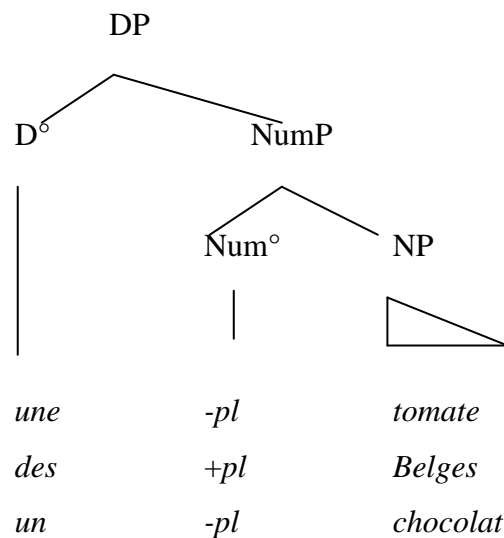 DP
D° NumP
Num° NP
une -pl tomate
des +pl Belges
un -pl chocolat